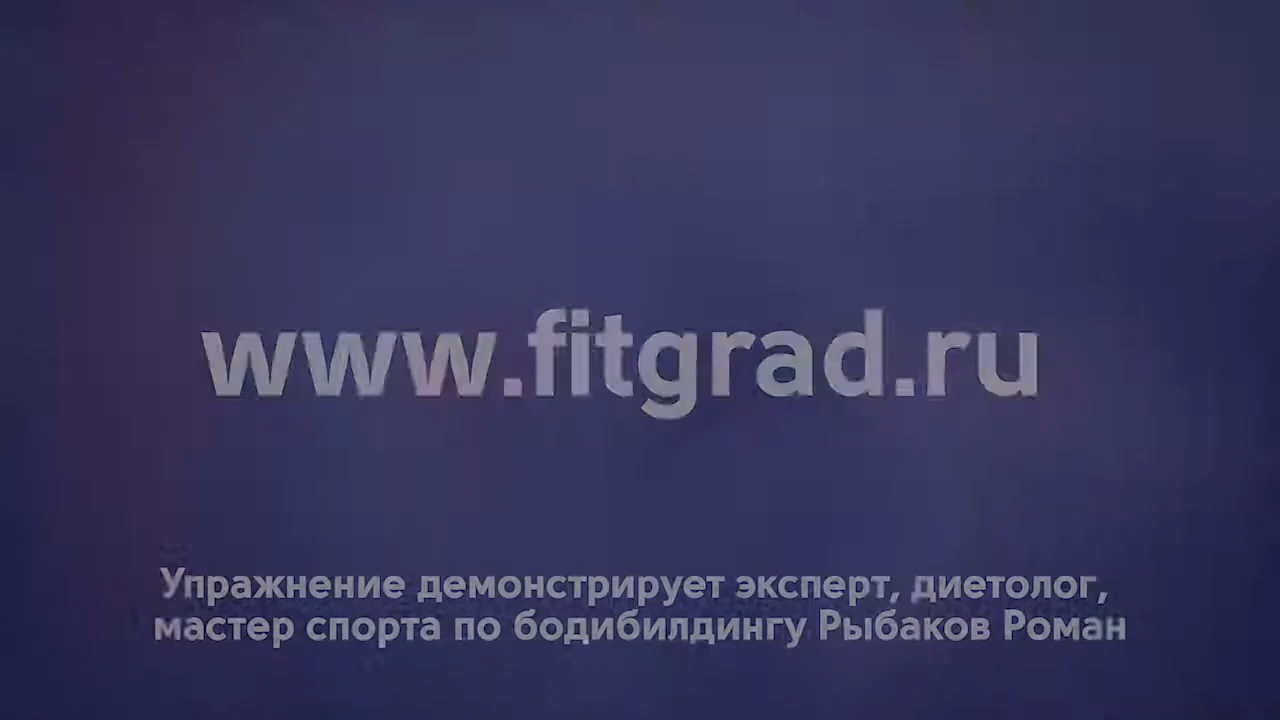 www.fitgrad.ru
Упражнение демонстрирует эксперт, диетолог,
мастер спорта по бодибилдингу Рыбаков Роман